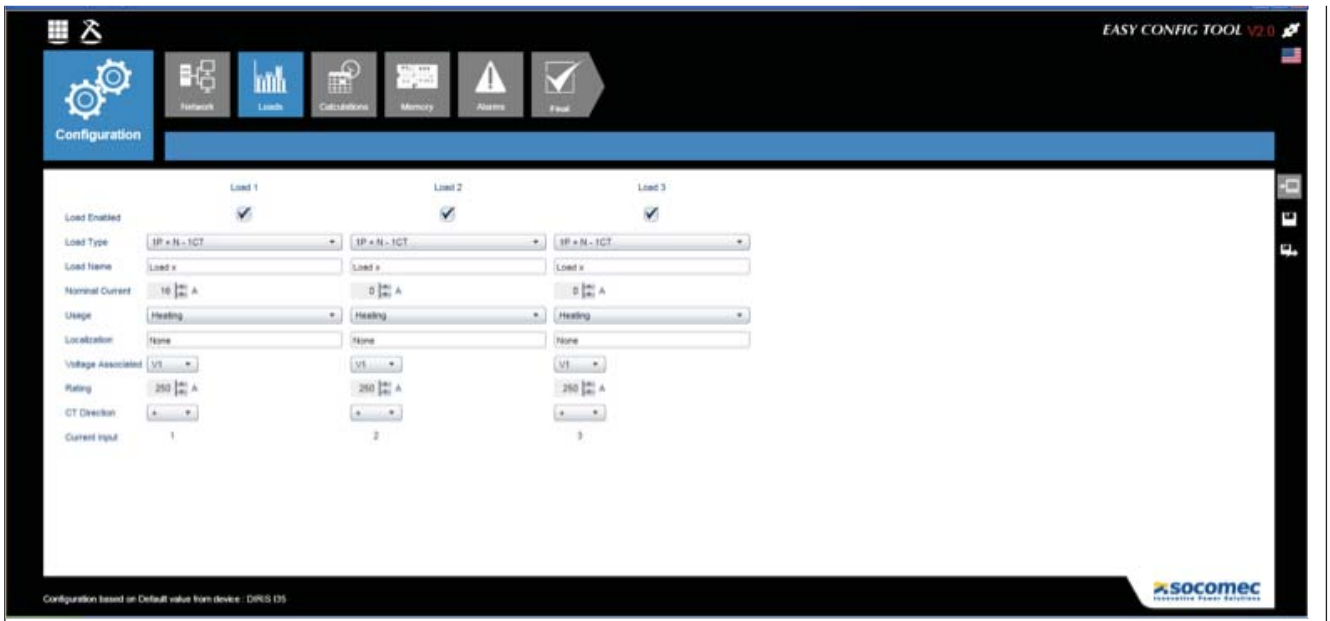 EASY CONFIG TOOL V2.0
Configuration
Network
Loads
Calculations
Memory
Alarms
Final
Load 1 Load 2 Load 3
Load Enabled
Load Type 1P + N - 1CT 1P + N - 1CT 1P + N - 1CT
Load Name Load x Load x Load x
Nominal Current 16 A 0 A 0 A
Usage Heating Heating Heating
Localization None None None
Voltage Associated V1 V1 V1
Rating 250 A 250 A 250 A
CT Direction + + +
Current Input 1 2 3
Configuration based on Default value from device : DIRIS I35
socomec
Innovative Power Solutions